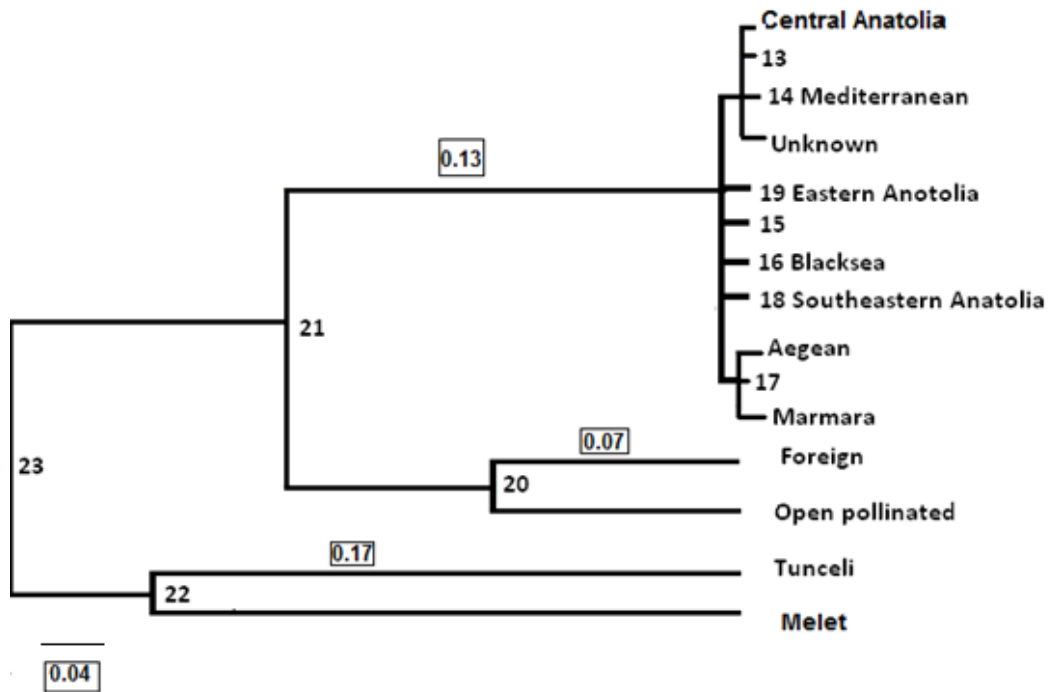 Central Anatolia
13
14 Mediterranean
0.13
Unknown
19 Eastern Anotolia
15
16 Blacksea
18 Southeastern Anatolia
21
Aegean
17
Marmara
0.07
Foreign
23
20
Open pollinated
0.17
Tunceli
22
Melet
0.04